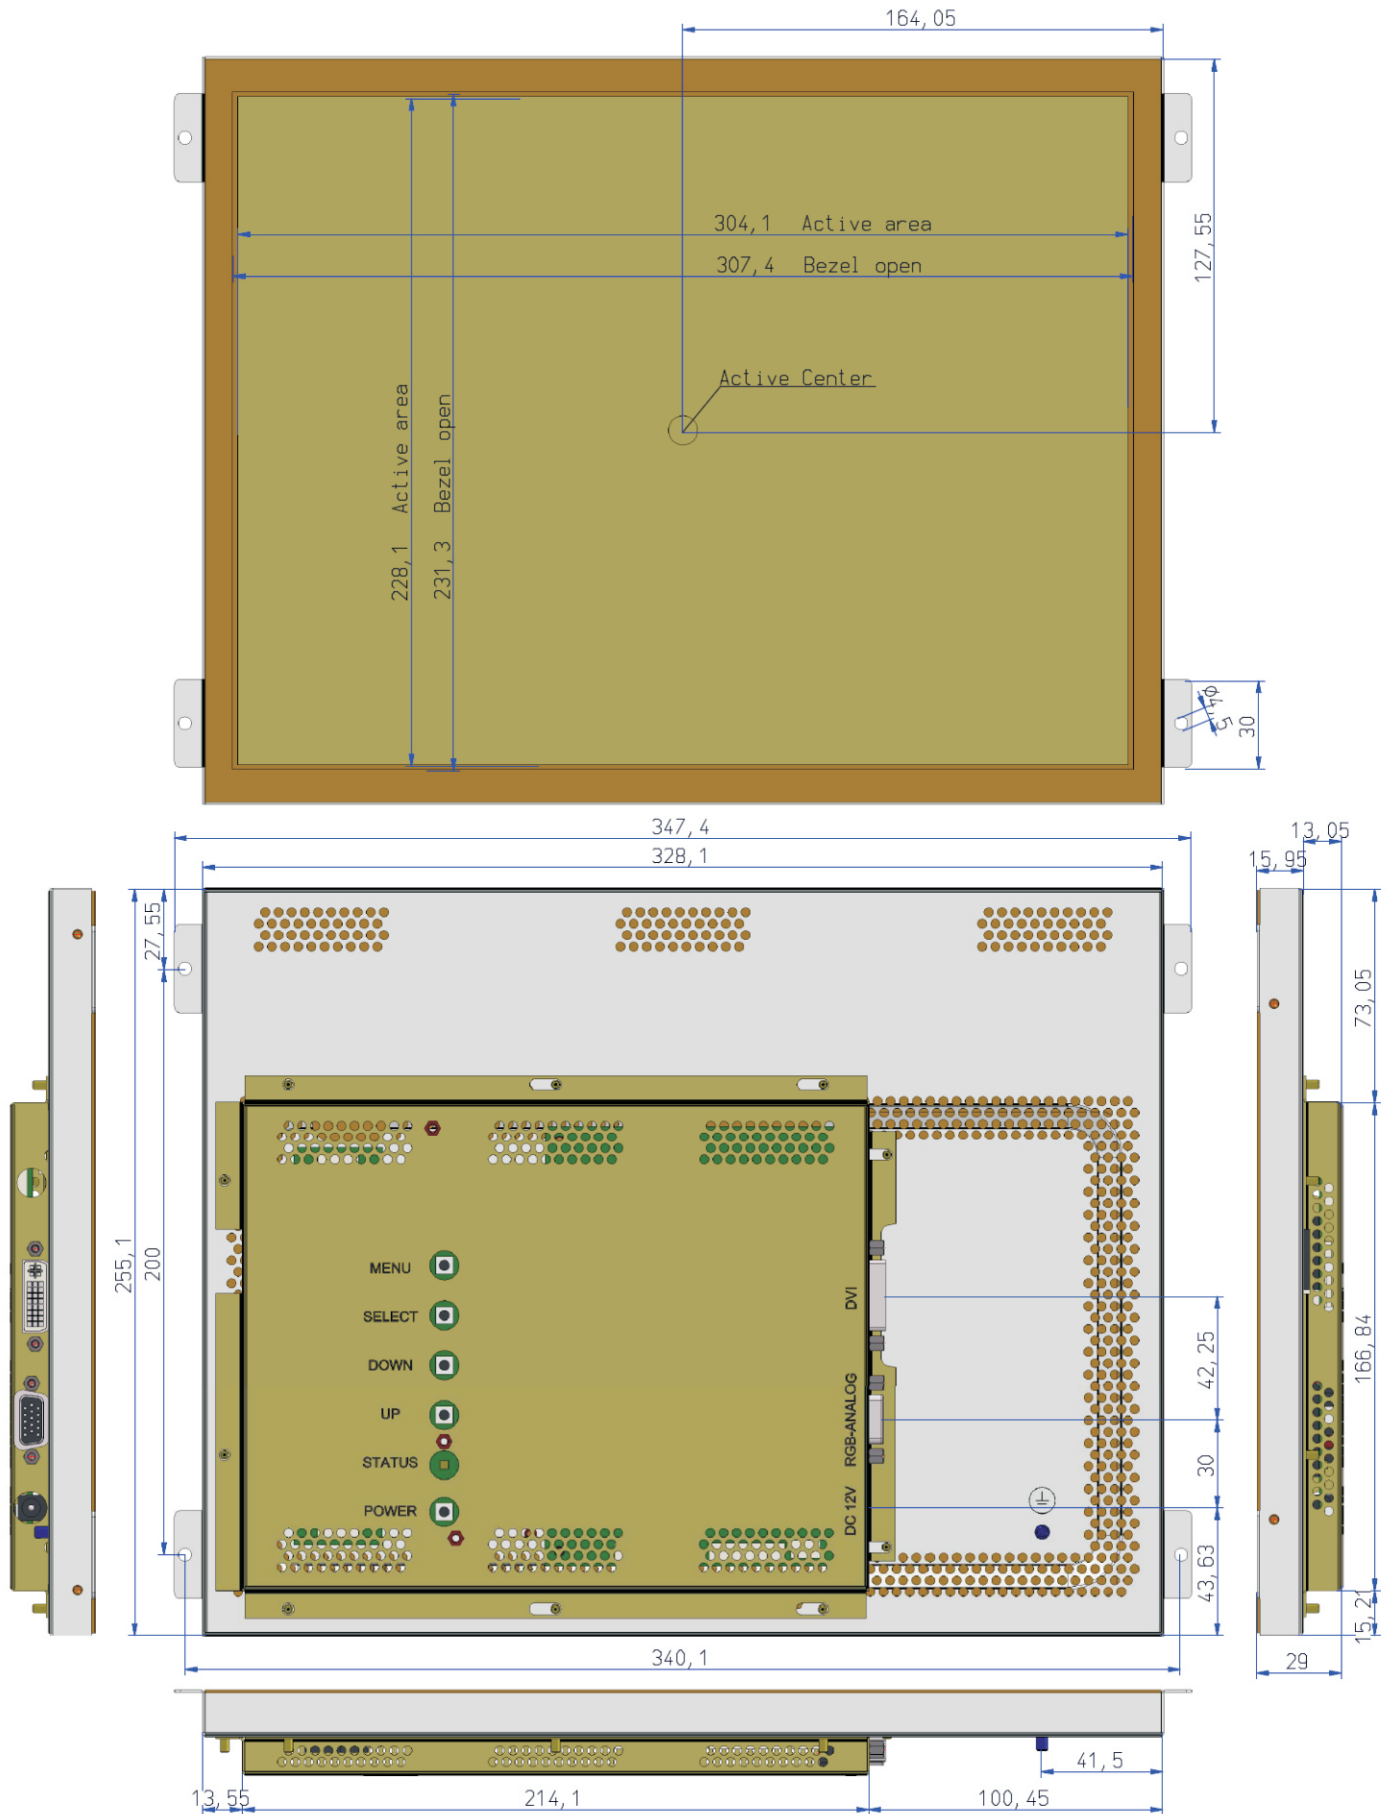 164,05
304,1 Active area
307,4 Bezel open
127,55
Active Center
228,1 Active area
231,3 Bezel open
Ø4,5
30
347,4
328,1
13,05
15,95
27,55
73,05
255,1
200
MENU
SELECT
DOWN
UP
STATUS
POWER
DVI
RGB-ANALOG
DC 12V
42,25
30
43,63
166,84
15,21
340,1
29
41,5
13,55
214,1
100,45